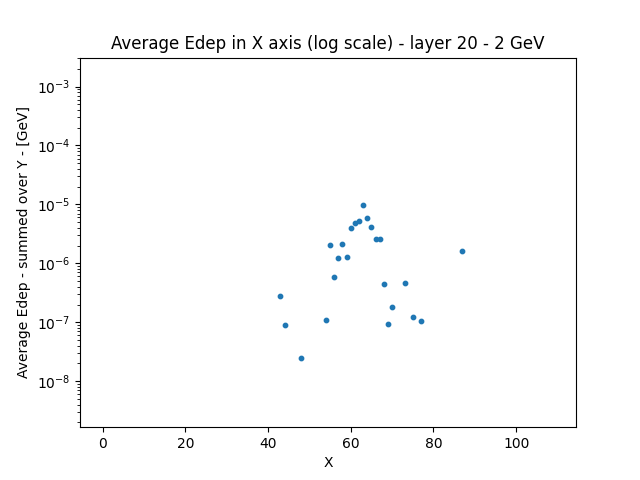 Average Edep in X axis (log scale) - layer 20 - 2 GeV
Average Edep - summed over Y - [GeV]
10⁻³
10⁻⁴
10⁻⁵
10⁻⁶
10⁻⁷
10⁻⁸
0 20 40 60 80 100
X